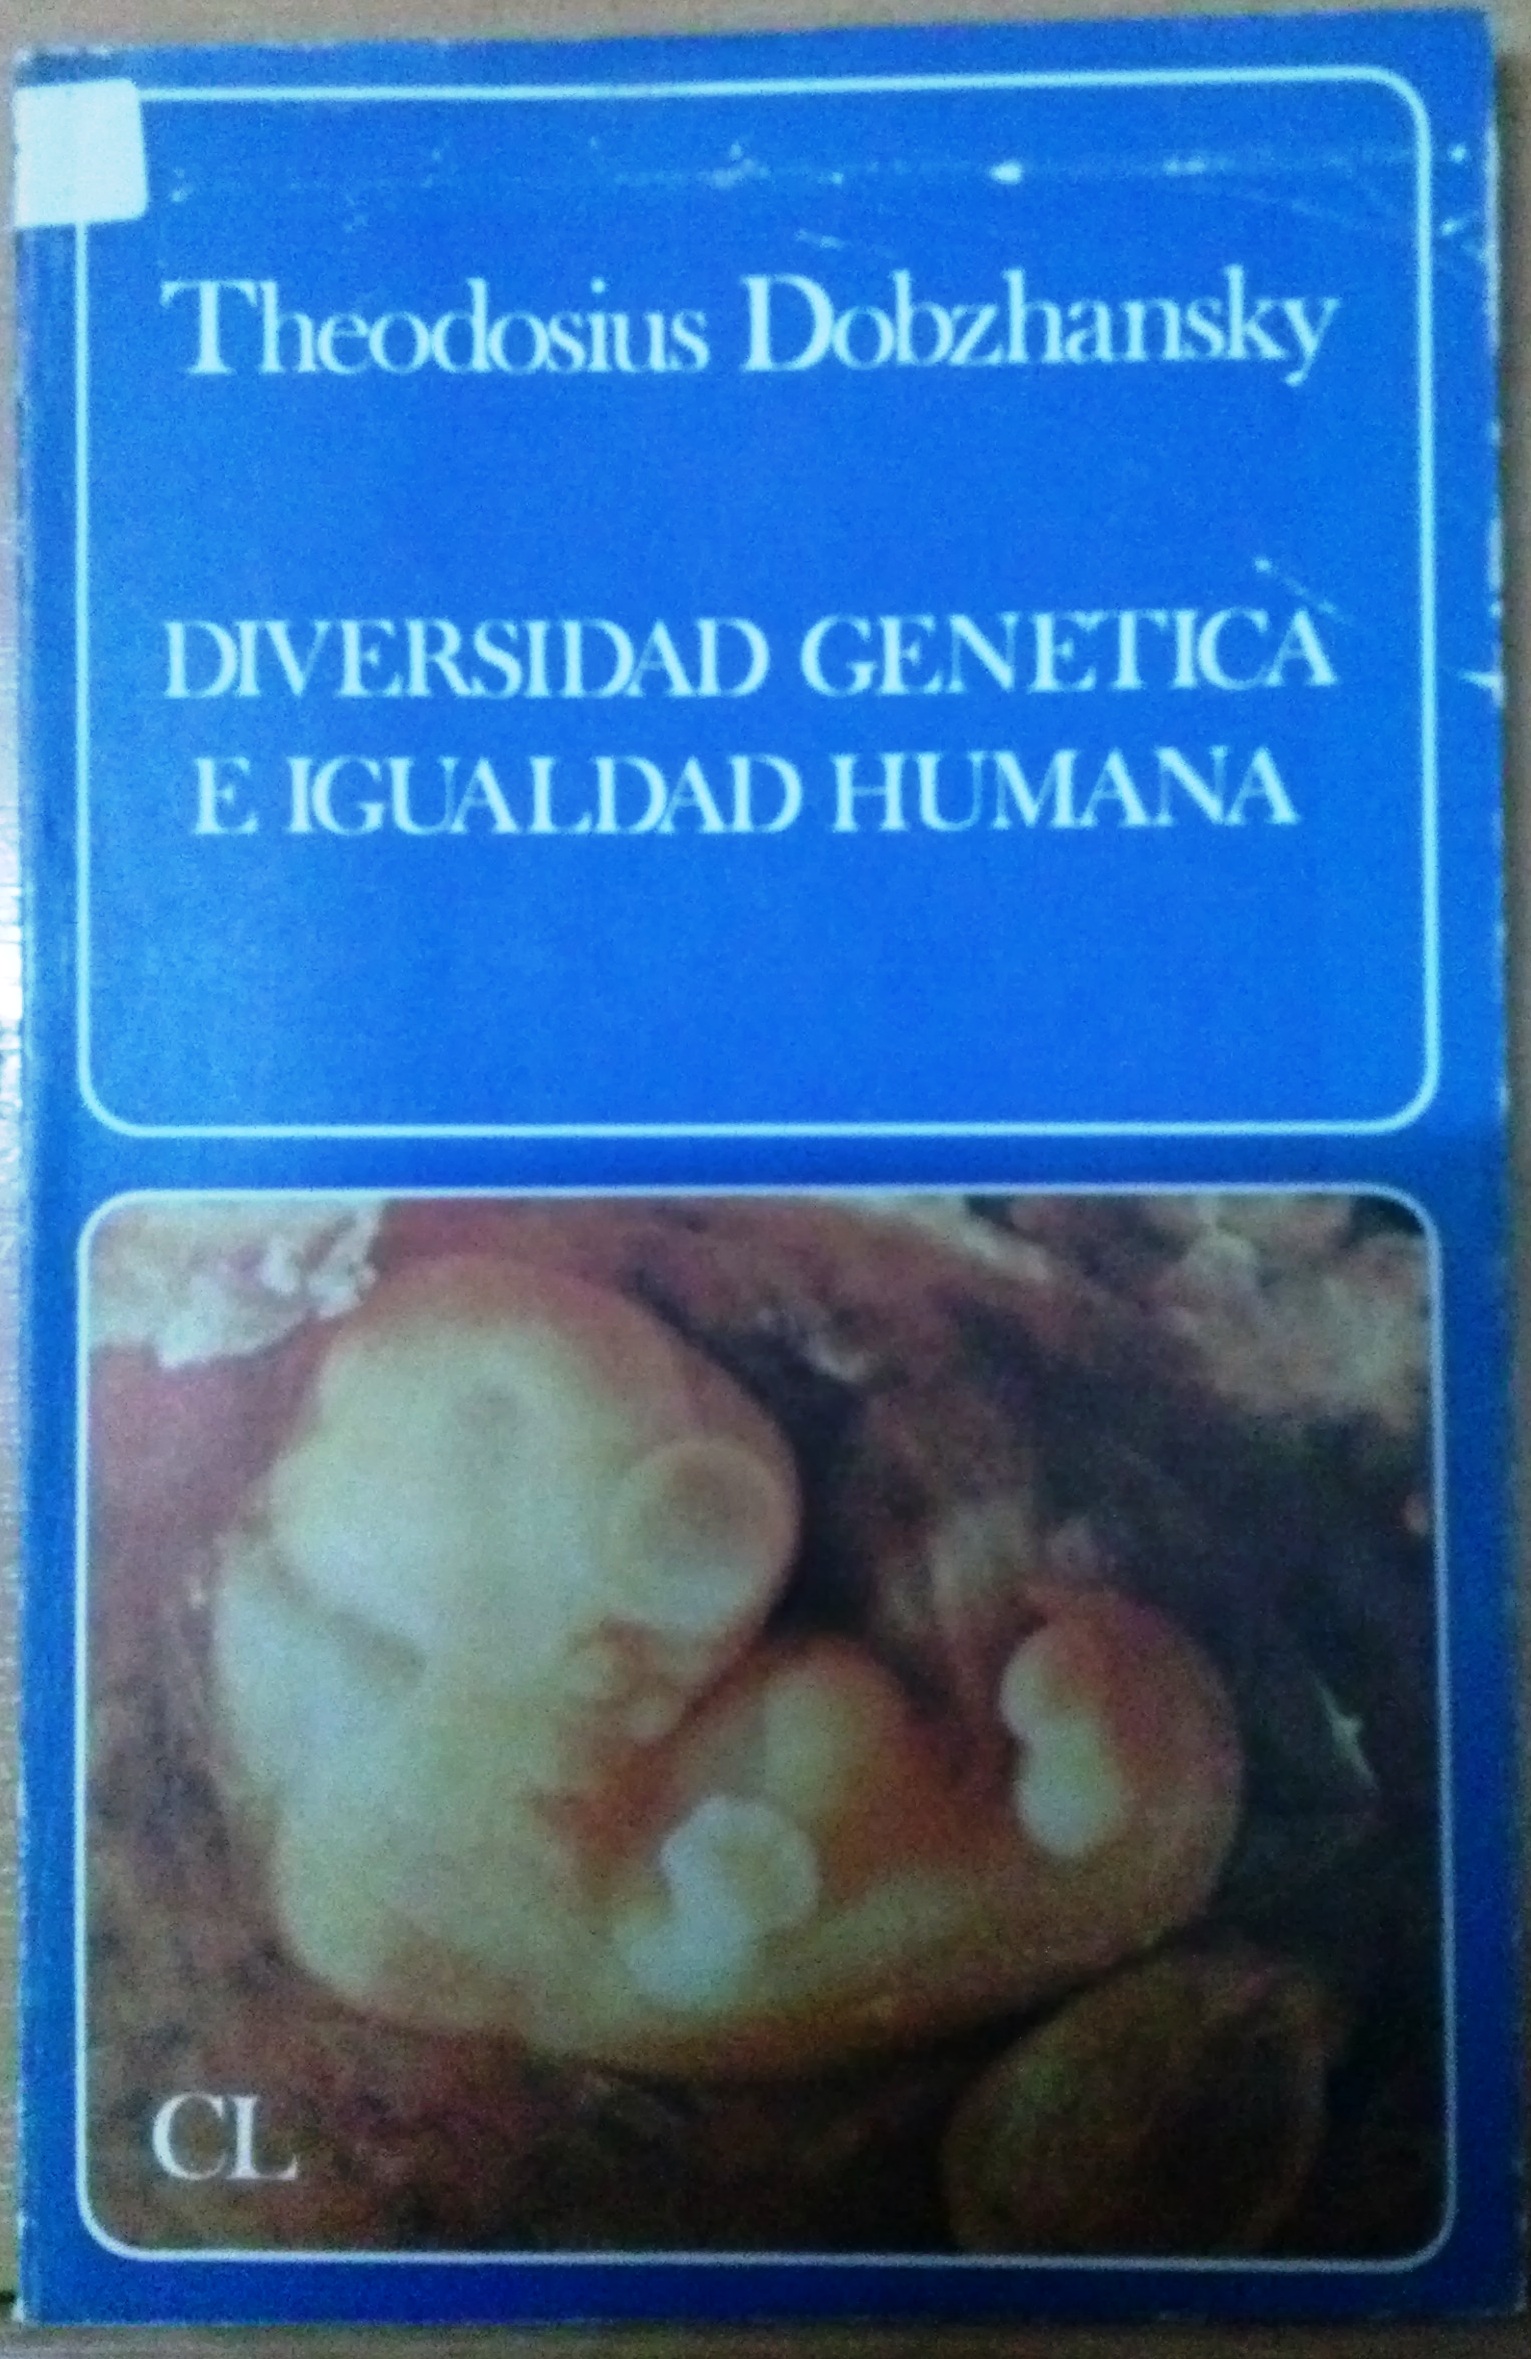 Theodosius Dobzhansky
DIVERSIDAD GENETICA
E IGUALDAD HUMANA
CL